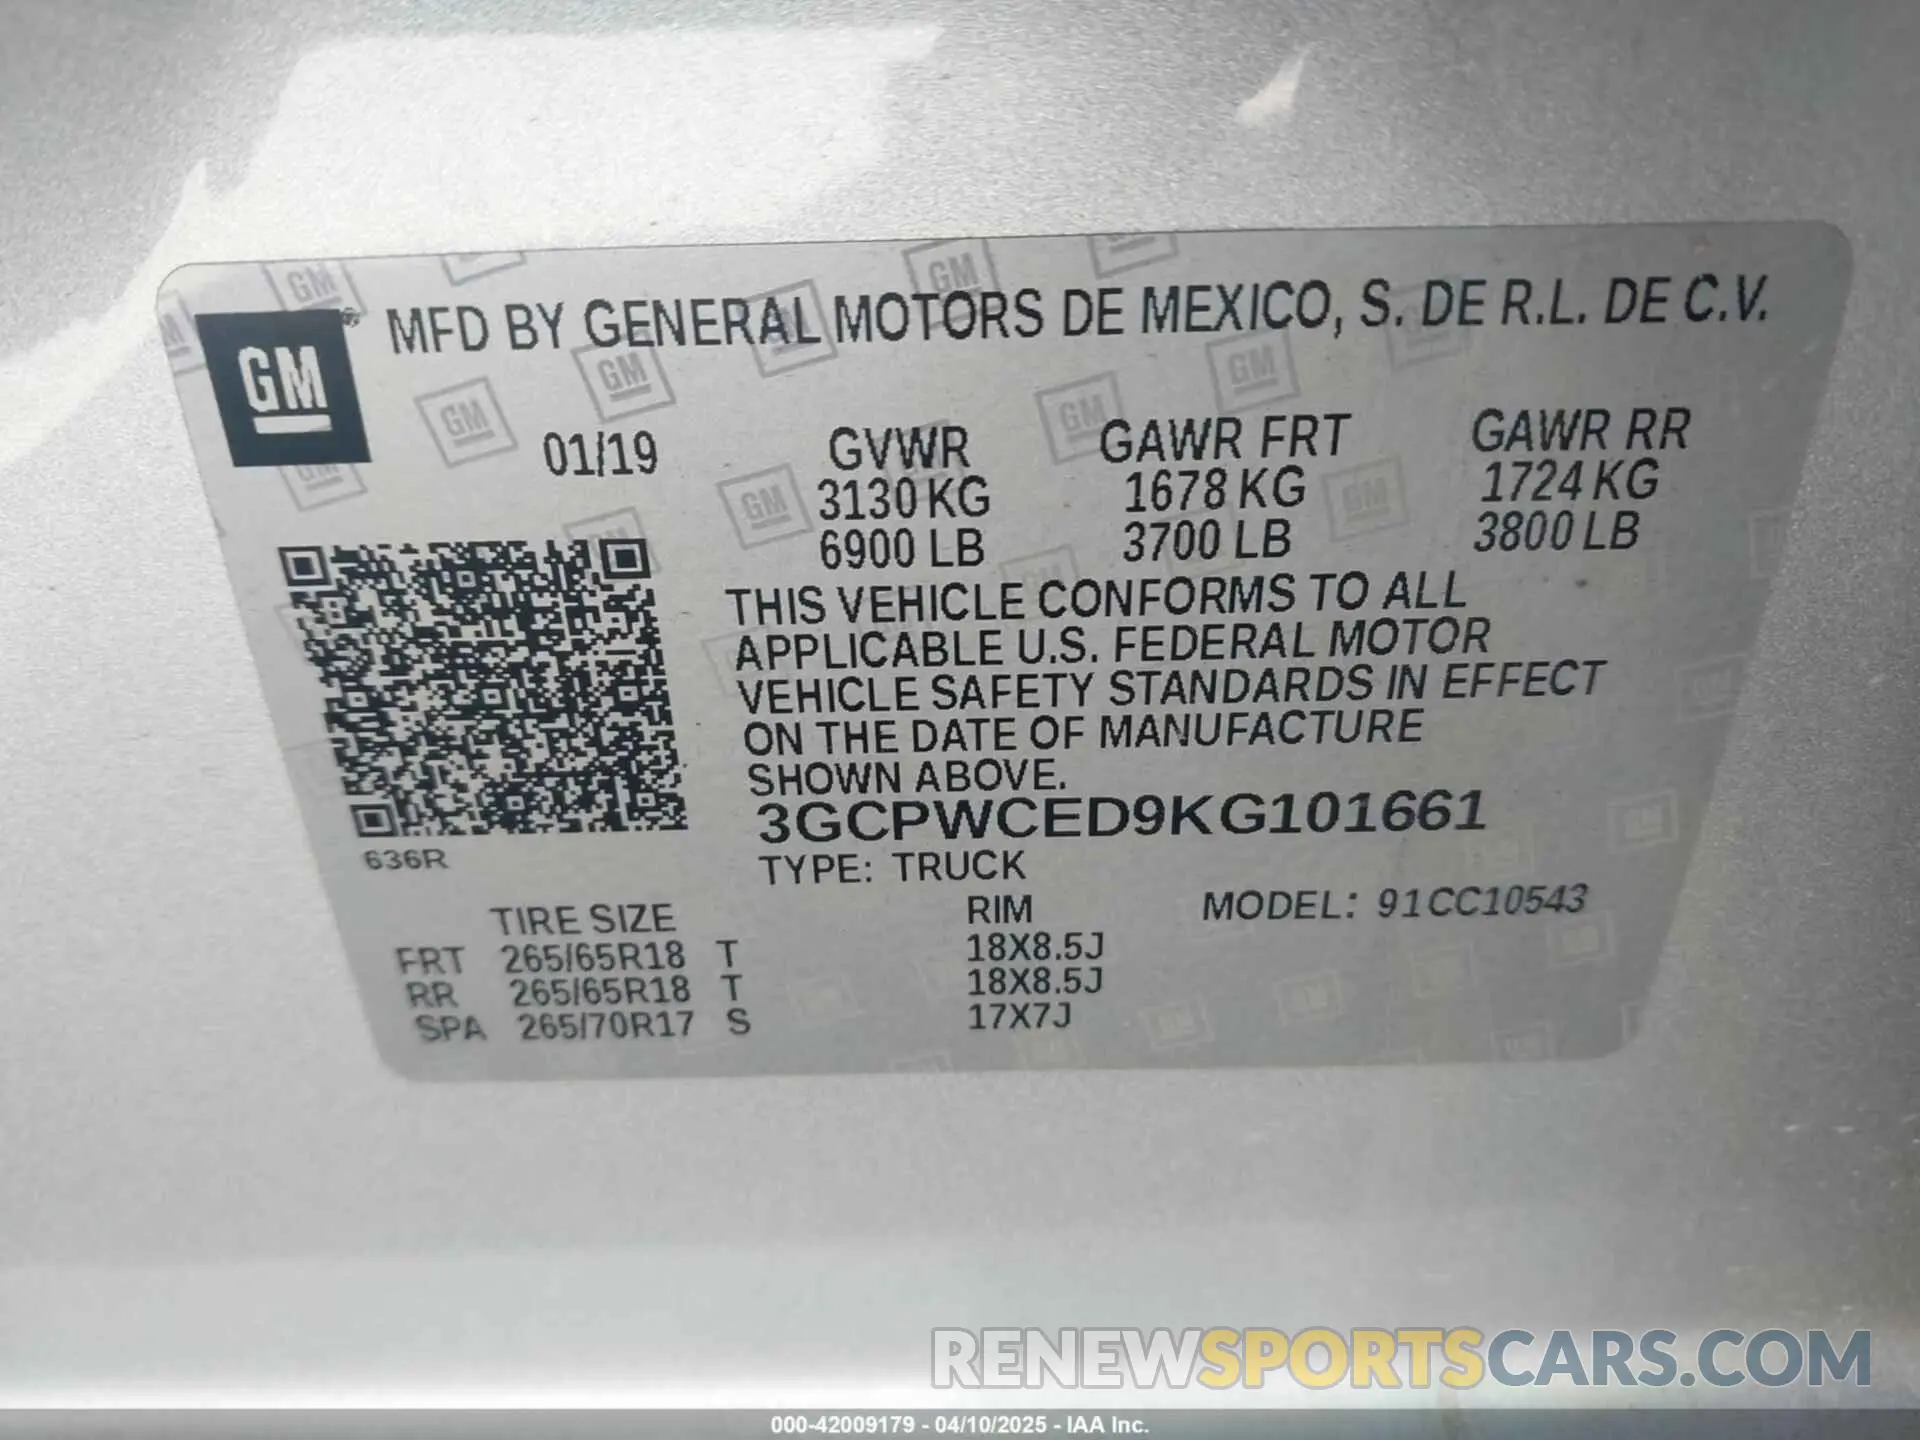 GM ® MFD BY GENERAL MOTORS DE MEXICO, S. DE R.L. DE C.V.
01/19 GVWR GAWR FRT GAWR RR
3130 KG 1678 KG 1724 KG
6900 LB 3700 LB 3800 LB
THIS VEHICLE CONFORMS TO ALL
APPLICABLE U.S. FEDERAL MOTOR
VEHICLE SAFETY STANDARDS IN EFFECT
ON THE DATE OF MANUFACTURE
SHOWN ABOVE.
3GCPWCED9KG101661
636R
TYPE: TRUCK
TIRE SIZE RIM MODEL: 91CC10543
FRT 265/65R18 T 18X8.5J
RR 265/65R18 T 18X8.5J
SPA 265/70R17 S 17X7J
RENEWSPORTSCARS.COM
000-42009179 - 04/10/2025 - IAA Inc.